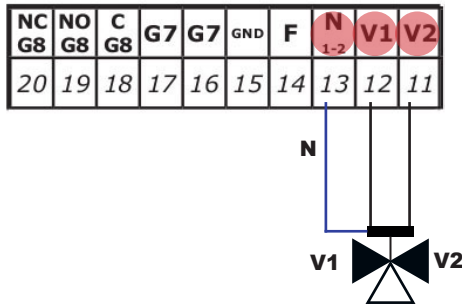 NC NO C G7 G7 GND F N V1 V2
G8 G8 G8 1-2
20 19 18 17 16 15 14 13 12 11
N
V1 V2